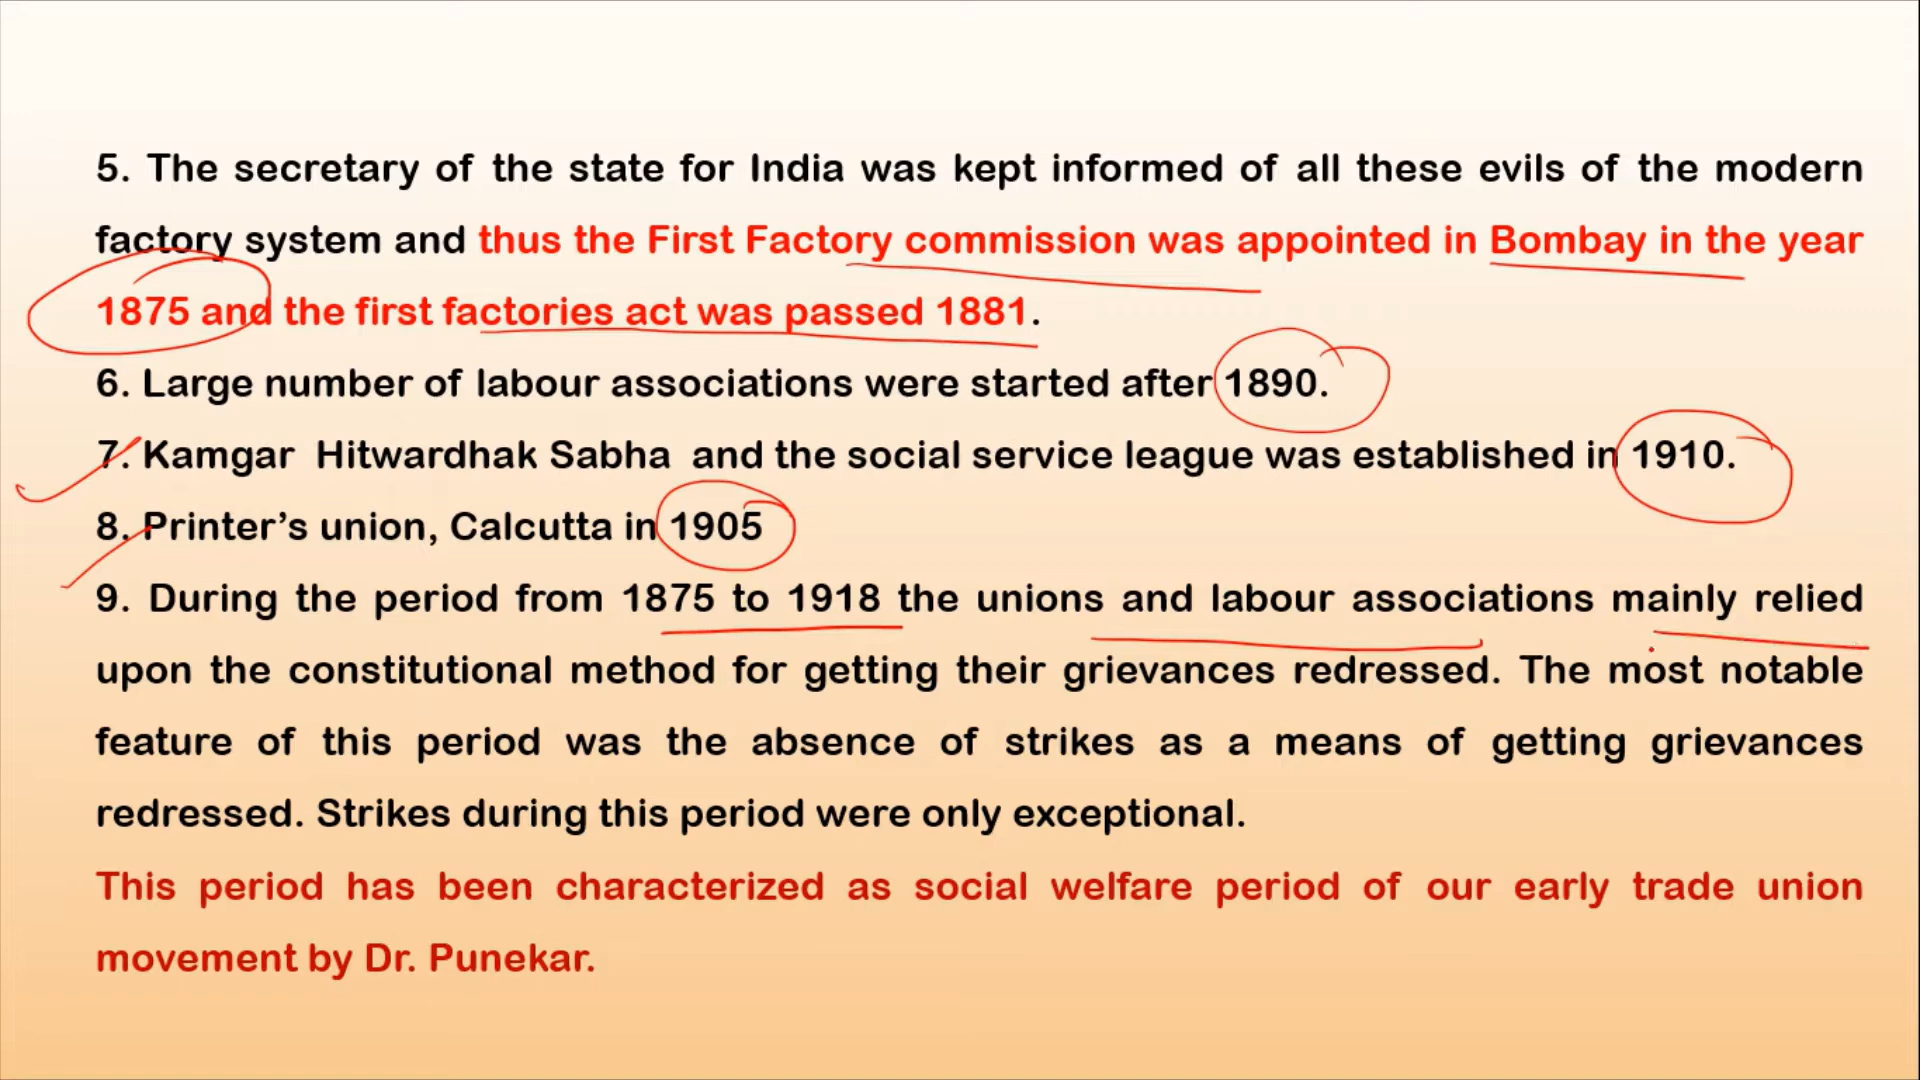 5. The secretary of the state for India was kept informed of all these evils of the modern
factory system and thus the First Factory commission was appointed in Bombay in the year
1875 and the first factories act was passed 1881.
6. Large number of labour associations were started after 1890.
7. Kamgar Hitwardhak Sabha and the social service league was established in 1910.
8. Printer’s union, Calcutta in 1905
9. During the period from 1875 to 1918 the unions and labour associations mainly relied
upon the constitutional method for getting their grievances redressed. The most notable
feature of this period was the absence of strikes as a means of getting grievances
redressed. Strikes during this period were only exceptional.
This period has been characterized as social welfare period of our early trade union
movement by Dr. Punekar.